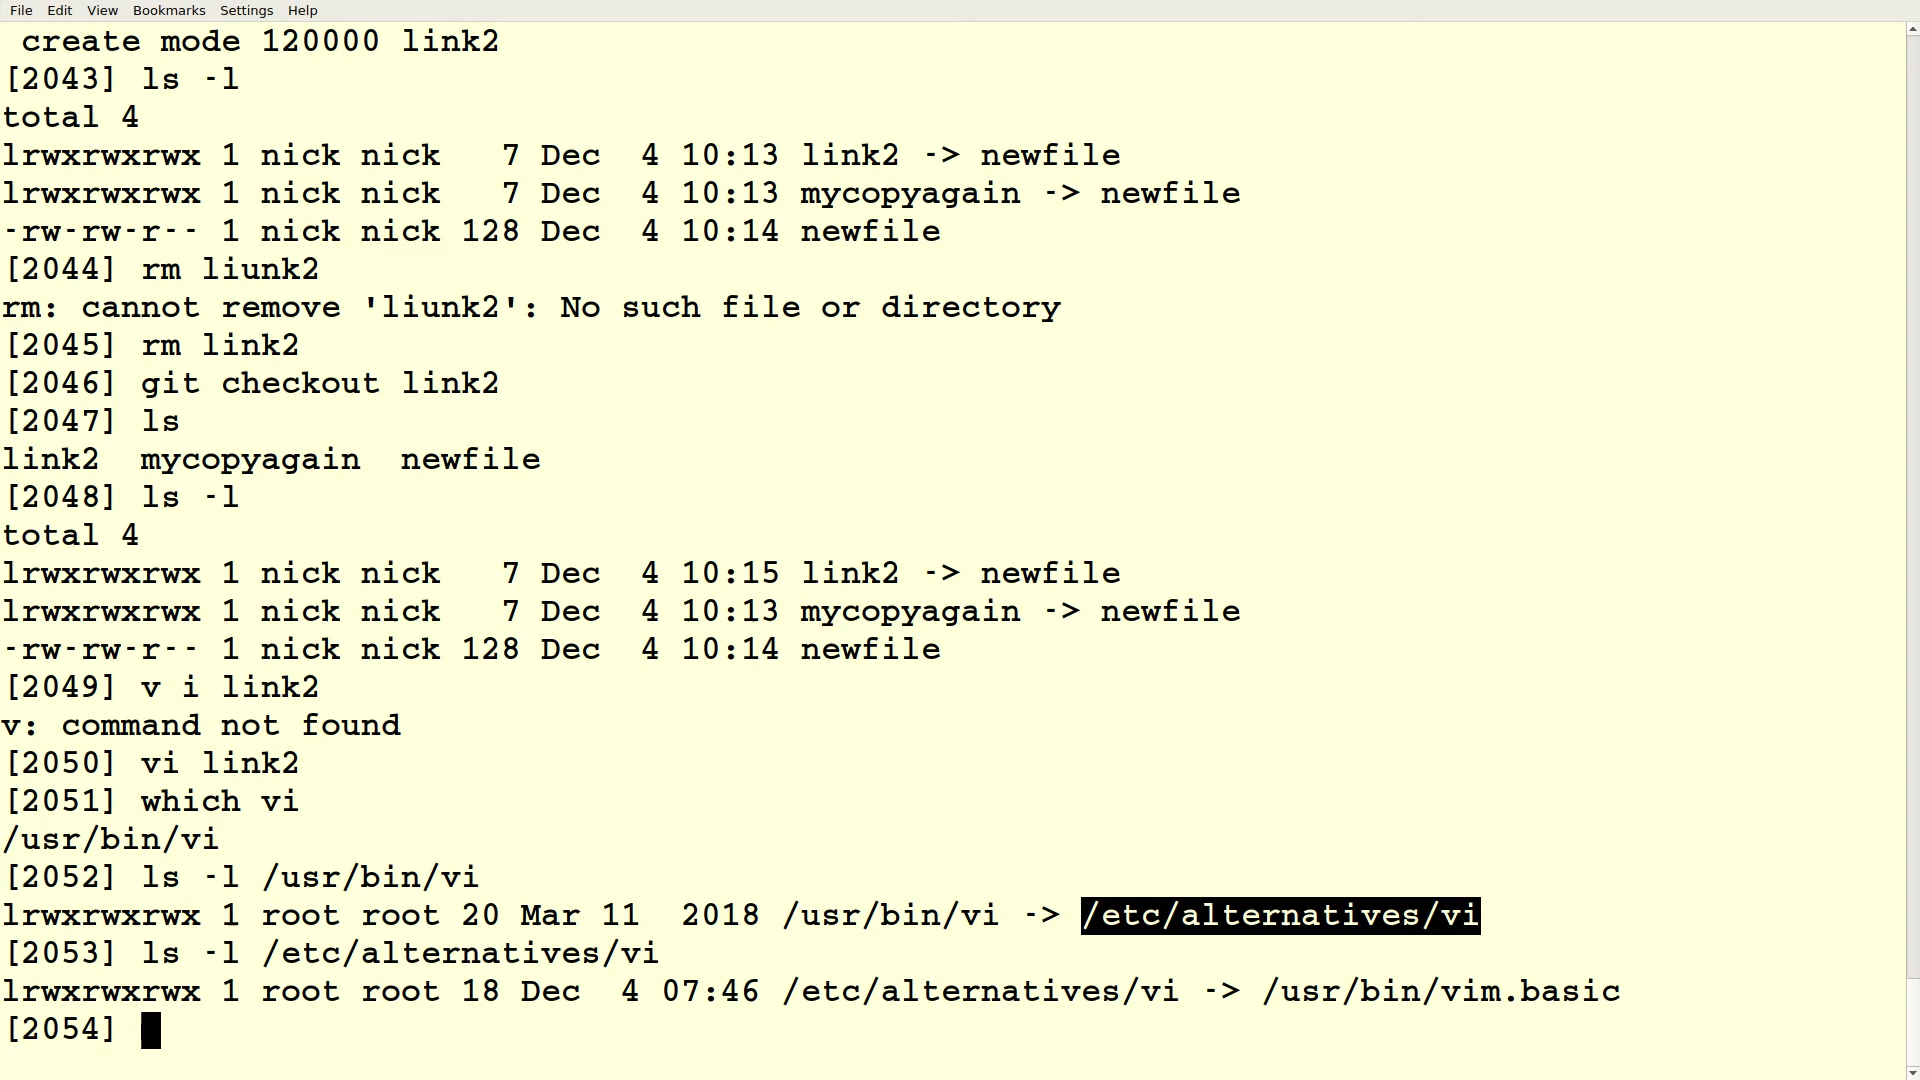 File Edit View Bookmarks Settings Help
 create mode 120000 link2
[2043] ls -l
total 4
lrwxrwxrwx 1 nick nick   7 Dec  4 10:13 link2 -> newfile
lrwxrwxrwx 1 nick nick   7 Dec  4 10:13 mycopyagain -> newfile
-rw-rw-r-- 1 nick nick 128 Dec  4 10:14 newfile
[2044] rm liunk2
rm: cannot remove 'liunk2': No such file or directory
[2045] rm link2
[2046] git checkout link2
[2047] ls
link2  mycopyagain  newfile
[2048] ls -l
total 4
lrwxrwxrwx 1 nick nick   7 Dec  4 10:15 link2 -> newfile
lrwxrwxrwx 1 nick nick   7 Dec  4 10:13 mycopyagain -> newfile
-rw-rw-r-- 1 nick nick 128 Dec  4 10:14 newfile
[2049] v i link2
v: command not found
[2050] vi link2
[2051] which vi
/usr/bin/vi
[2052] ls -l /usr/bin/vi
lrwxrwxrwx 1 root root 20 Mar 11  2018 /usr/bin/vi -> /etc/alternatives/vi
[2053] ls -l /etc/alternatives/vi
lrwxrwxrwx 1 root root 18 Dec  4 07:46 /etc/alternatives/vi -> /usr/bin/vim.basic
[2054]